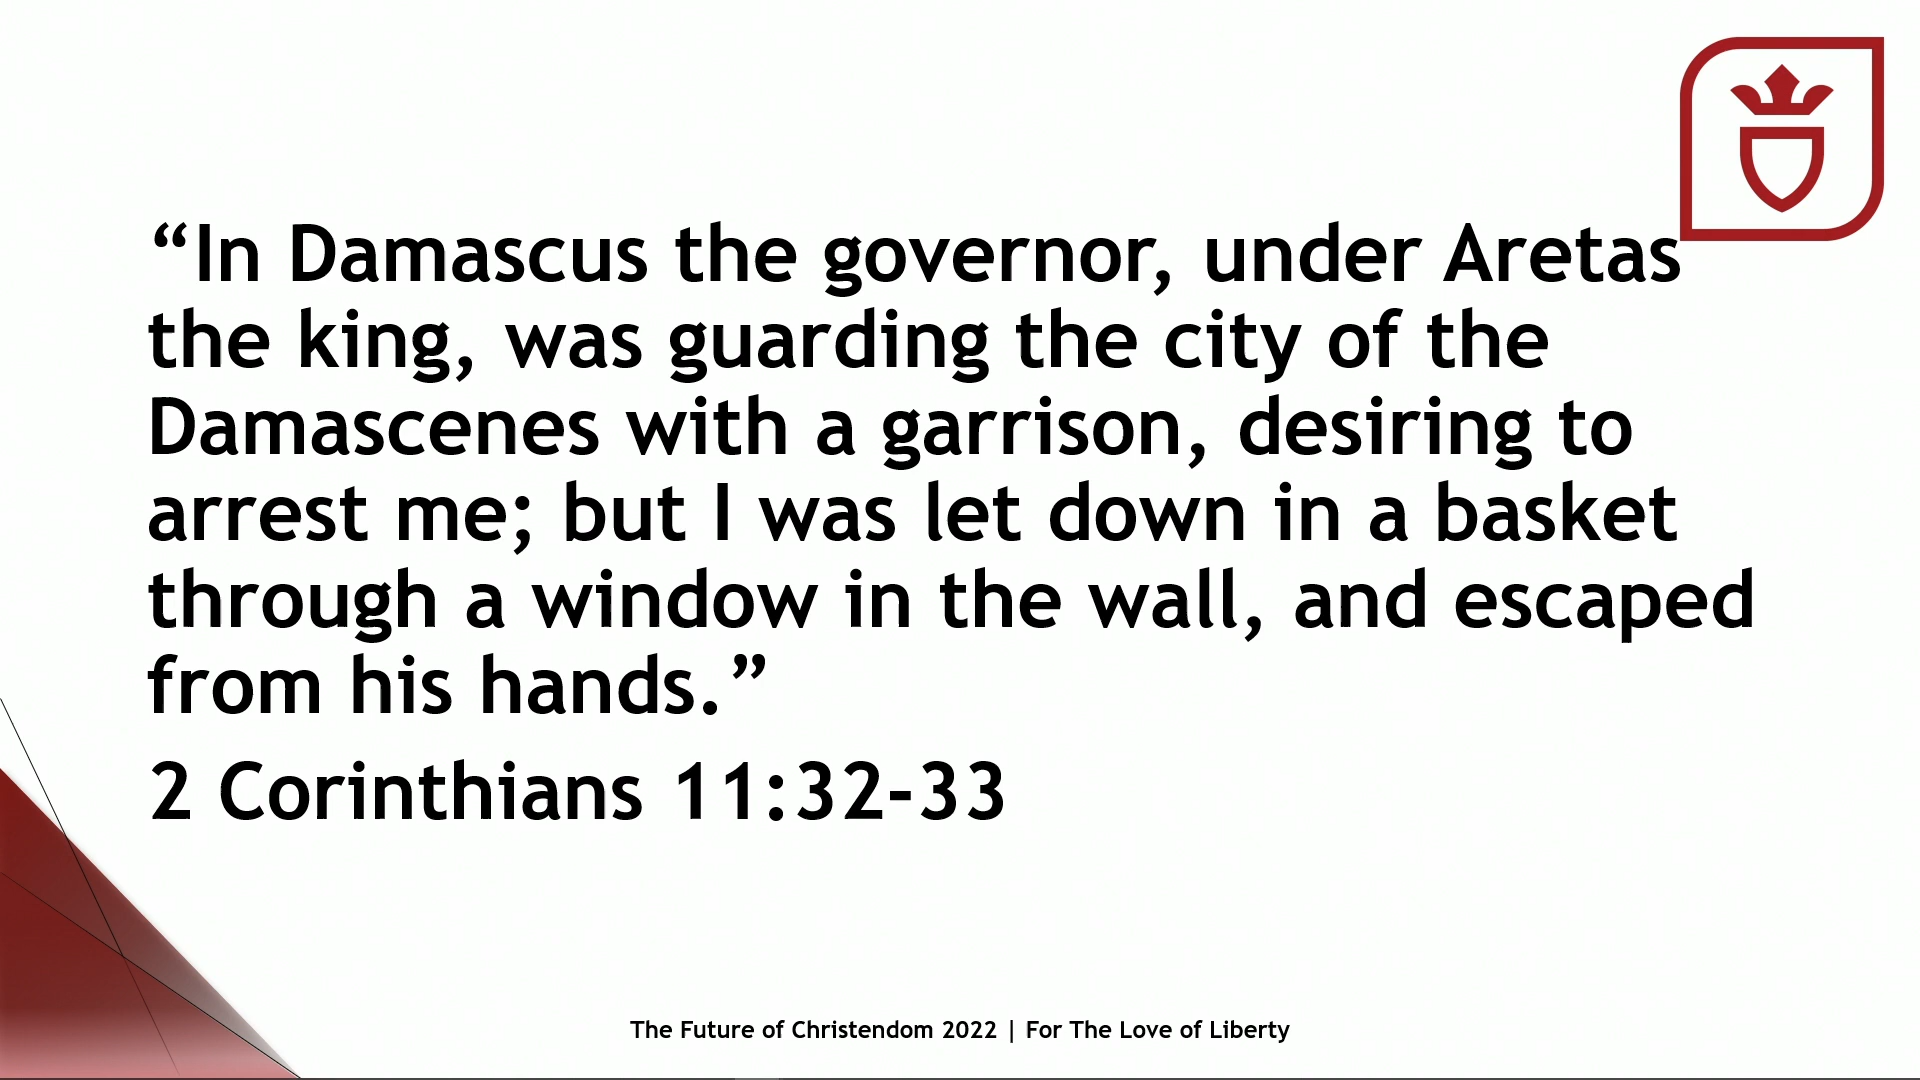 “In Damascus the governor, under Aretas
the king, was guarding the city of the
Damascenes with a garrison, desiring to
arrest me; but I was let down in a basket
through a window in the wall, and escaped
from his hands.”
2 Corinthians 11:32-33
The Future of Christendom 2022 | For The Love of Liberty